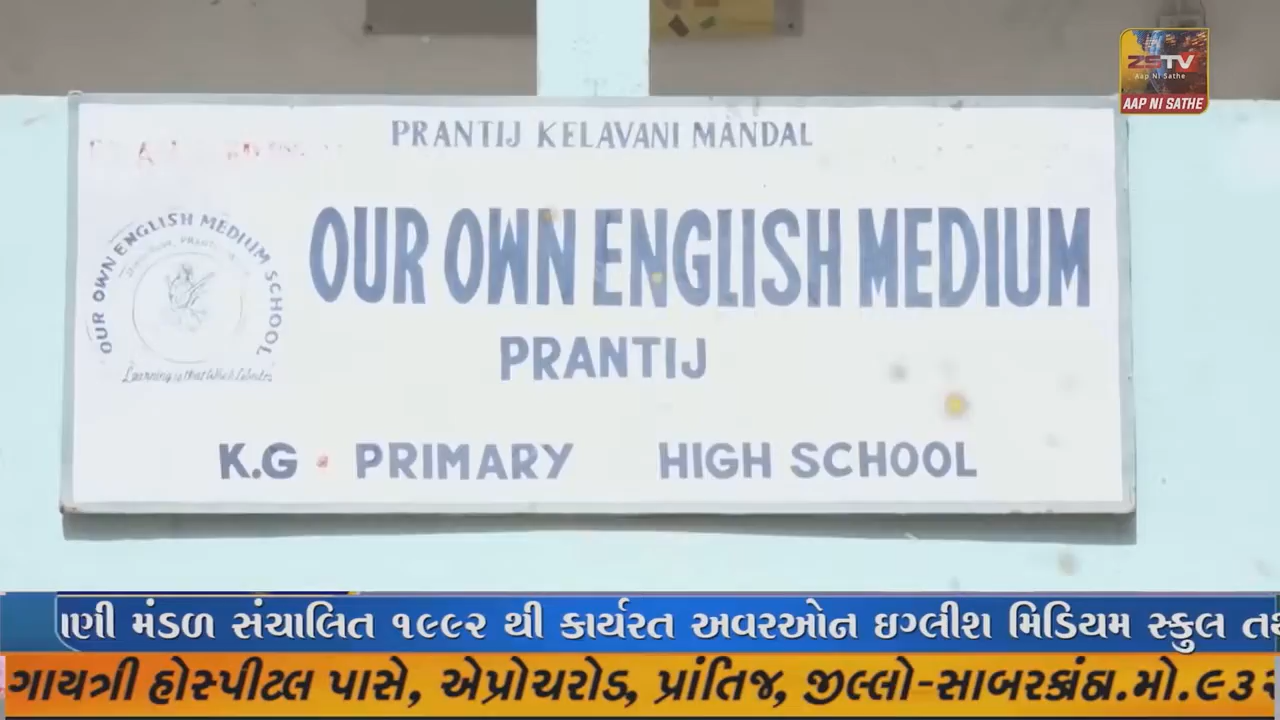 ZSTV
Aap Ni Sathe
AAP NI SATHE
PRANTIJ KELAVANI MANDAL
OUR OWN ENGLISH MEDIUM SCHOOL
OUR OWN ENGLISH MEDIUM
PRANTIJ
K.G • PRIMARY HIGH SCHOOL
મંડળ સંચાલિત ૧૯૯૨ થી કાર્યરત અવરઓન ઇગ્લીશ મિડિયમ સ્કુલ
ગાયત્રી હોસ્પીટલ પાસે, એપ્રોચરોડ, પ્રાંતિજ, જીલ્લો-સાબરકાંઠા.મો.૯૩૨